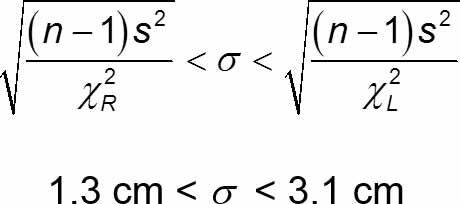 √((n − 1)s²/χ²_R) < σ < √((n − 1)s²/χ²_L)
1.3 cm < σ < 3.1 cm